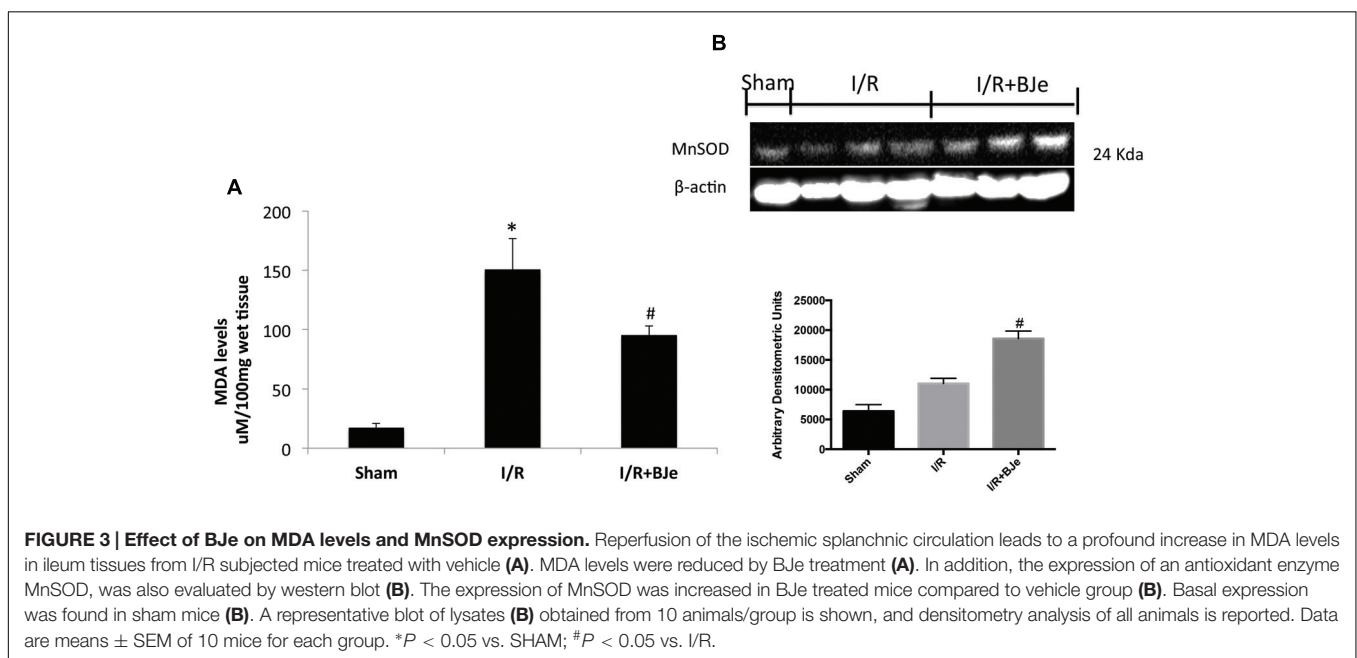 B
Sham I/R I/R+BJe
MnSOD
24 Kda
β-actin
A
MDA levels
uM/100mg wet tissue
200
150
100
50
0
*
#
Sham I/R I/R+BJe
Arbitrary Densitometric Units
25000
20000
15000
10000
5000
0
#
Sham
I/R
I/R+BJe
FIGURE 3 | Effect of BJe on MDA levels and MnSOD expression. Reperfusion of the ischemic splanchnic circulation leads to a profound increase in MDA levels
in ileum tissues from I/R subjected mice treated with vehicle (A). MDA levels were reduced by BJe treatment (A). In addition, the expression of an antioxidant enzyme
MnSOD, was also evaluated by western blot (B). The expression of MnSOD was increased in BJe treated mice compared to vehicle group (B). Basal expression
was found in sham mice (B). A representative blot of lysates (B) obtained from 10 animals/group is shown, and densitometry analysis of all animals is reported. Data
are means ± SEM of 10 mice for each group. *P < 0.05 vs. SHAM; #P < 0.05 vs. I/R.